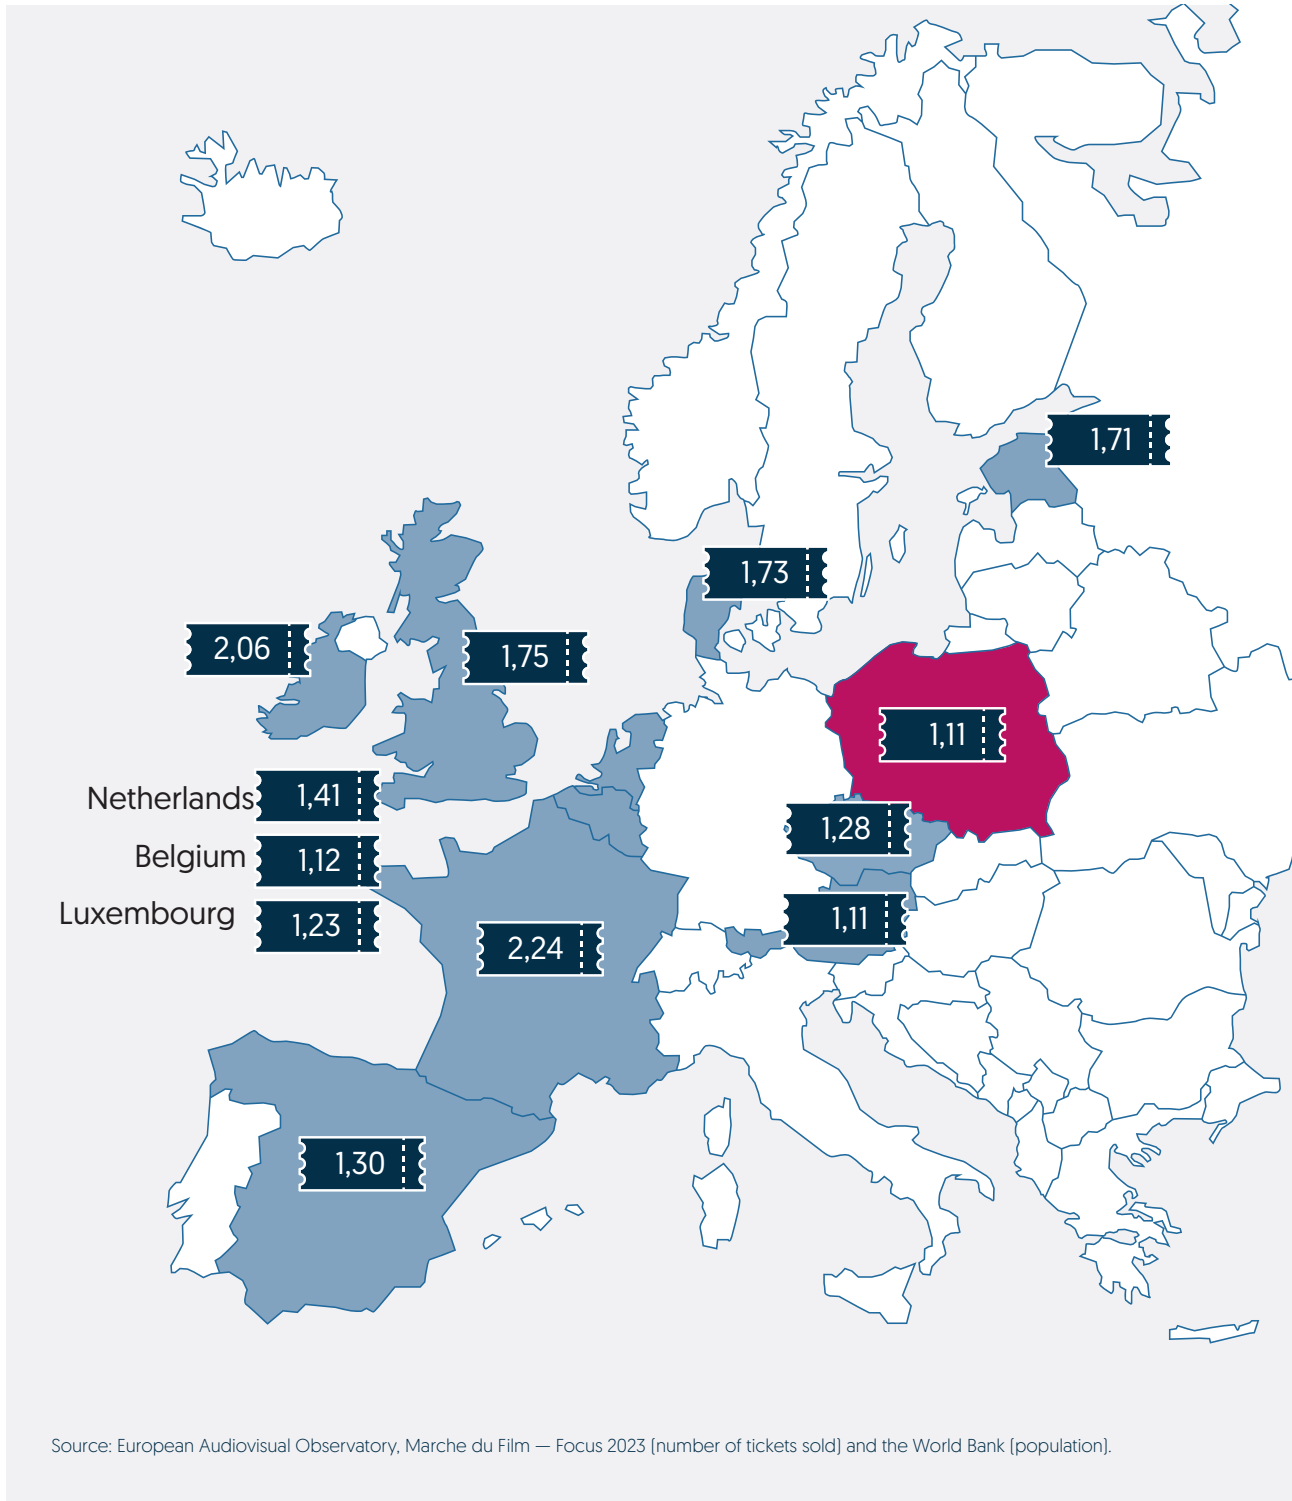 1,71
1,73
2,06
1,75
1,11
Netherlands 1,41
1,28
Belgium 1,12
Luxembourg 1,23
1,11
2,24
1,30
Source: European Audiovisual Observatory, Marche du Film — Focus 2023 (number of tickets sold) and the World Bank (population).